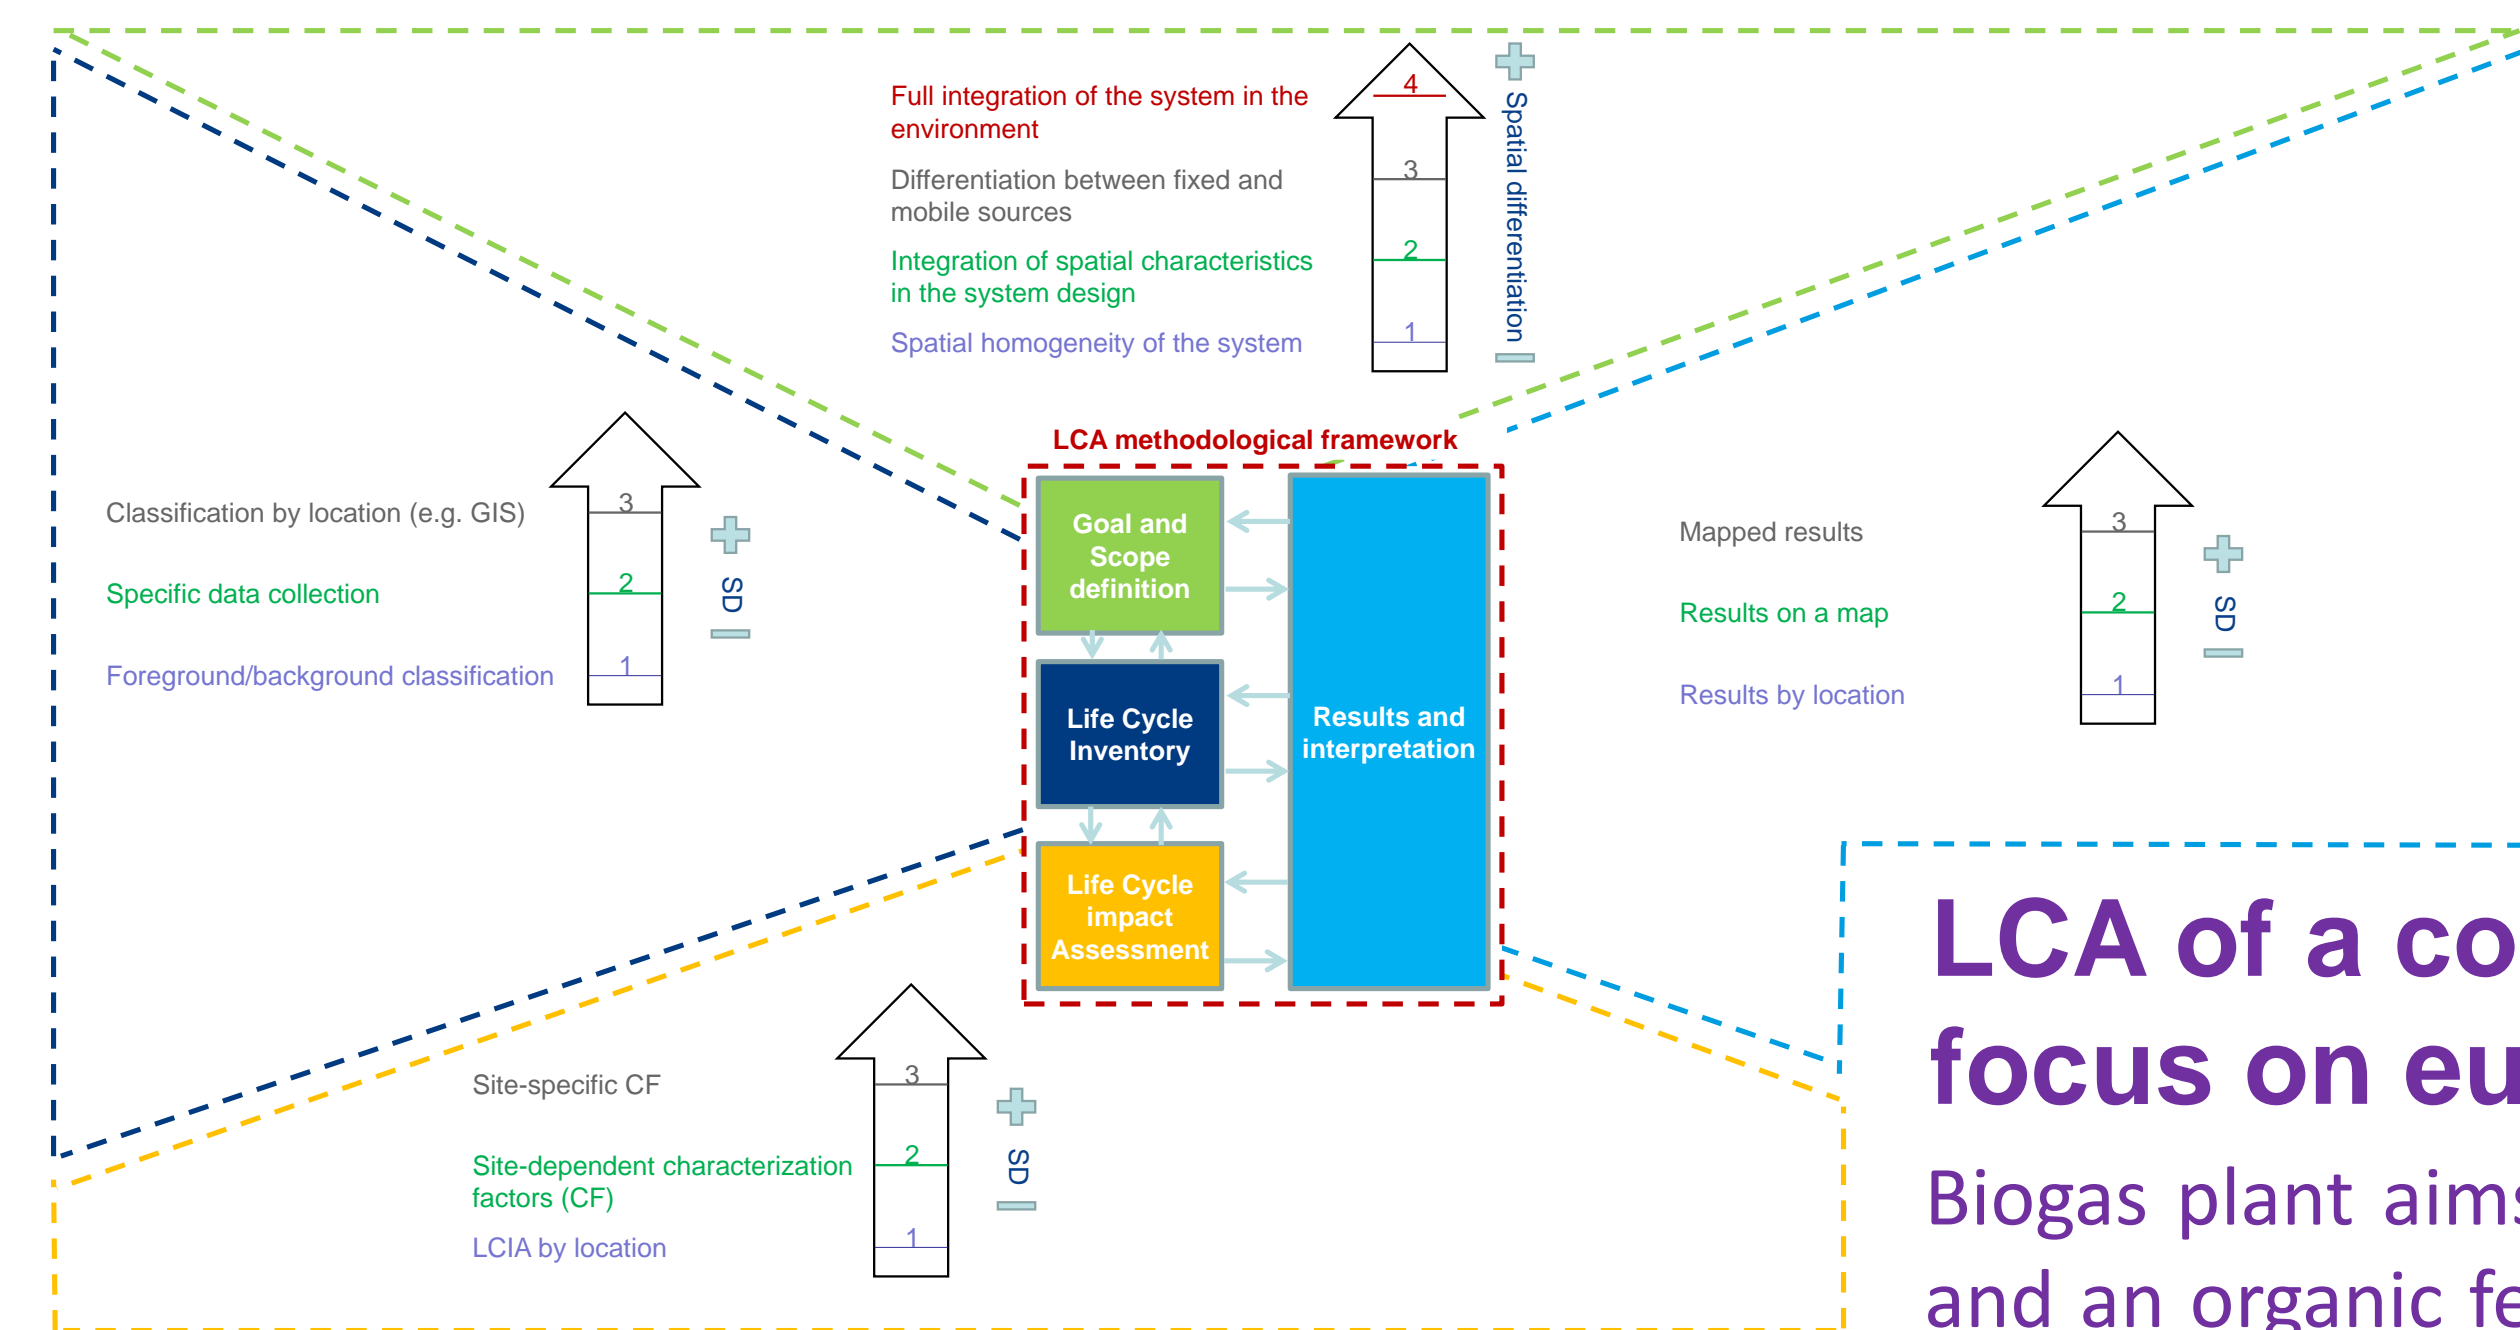 Full integration of the system in the
environment
Differentiation between fixed and
mobile sources
Integration of spatial characteristics
in the system design
Spatial homogeneity of the system
4
3
2
1
Spatial differentiation
Classification by location (e.g. GIS)
Specific data collection
Foreground/background classification
3
2
1
SD
LCA methodological framework
Goal and
Scope
definition
Life Cycle
Inventory
Life Cycle
impact
Assessment
Results and
interpretation
Mapped results
Results on a map
Results by location
3
2
1
SD
Site-specific CF
Site-dependent characterization
factors (CF)
LCIA by location
3
2
1
SD
LCA of a co
focus on eu
Biogas plant aims
and an organic fe